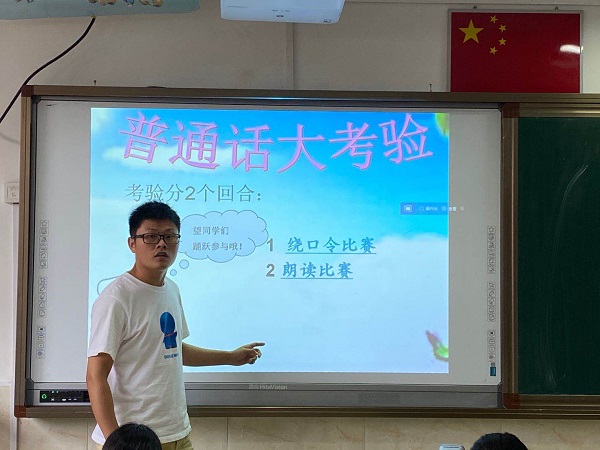 普通话大考验
考验分2个回合：
望同学们
踊跃参与哦！
1 绕口令比赛
2 朗读比赛